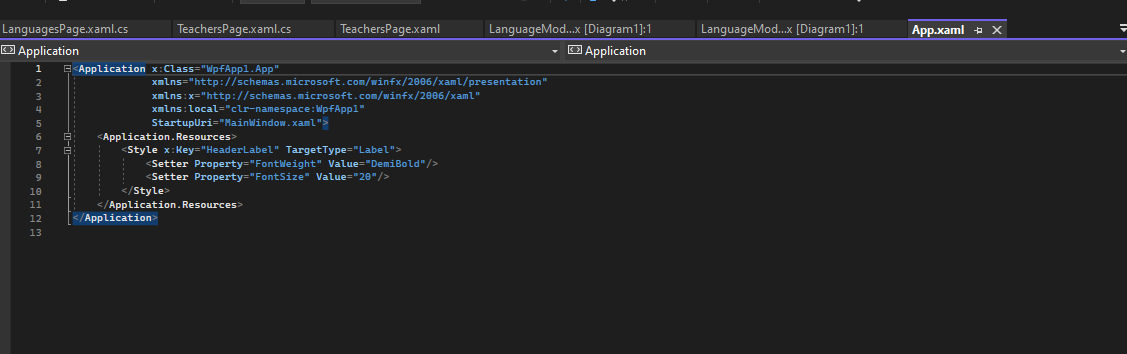 LanguagesPage.xaml.cs TeachersPage.xaml.cs TeachersPage.xaml LanguageMod...x [Diagram1]:1 LanguageMod...x [Diagram1]:1 App.xaml
Application Application
1 <Application x:Class="WpfApp1.App"
2 xmlns="http://schemas.microsoft.com/winfx/2006/xaml/presentation"
3 xmlns:x="http://schemas.microsoft.com/winfx/2006/xaml"
4 xmlns:local="clr-namespace:WpfApp1"
5 StartupUri="MainWindow.xaml">
6 <Application.Resources>
7 <Style x:Key="HeaderLabel" TargetType="Label">
8 <Setter Property="FontWeight" Value="DemiBold"/>
9 <Setter Property="FontSize" Value="20"/>
10 </Style>
11 </Application.Resources>
12 </Application>
13